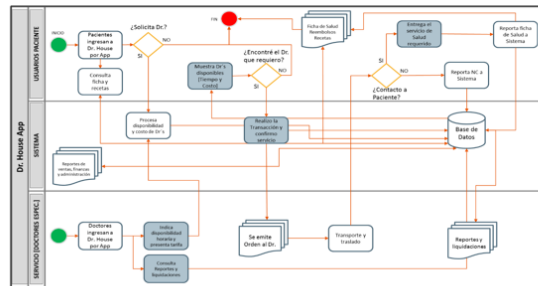 Dr. House App
USUARIOS PACIENTE
SISTEMA
SERVICIO [DOCTORES ESPEC.]
INICIO
Pacientes
ingresan a
Dr. House
por App
¿Solicita Dr.?
NO
SI
FIN
Consulta
ficha y
recetas
Muestra Dr's
disponibles
[Tiempo y
Costo]
¿Encontré el Dr.
que requiero?
NO
SI
Ficha de Salud
Reembolsos
Recetas
Entrega el
servicio de
Salud
requerido
SI
NO
¿Contacto a
Paciente?
Reporta NC a
Sistema
Reporta ficha
de Salud a
Sistema
Procesa
disponibilidad
y costo de Dr's
Realiza la
Transacción y
confirma
servicio
Base de
Datos
Reportes de
ventas, finanzas
y administración
Doctores
ingresan a
Dr. House
por App
Indica
disponibilidad
horaria y
presenta tarifa
Consulta
Reportes y
liquidaciones
Se emite
Orden al Dr.
Transporte y
traslado
Reportes y
liquidaciones